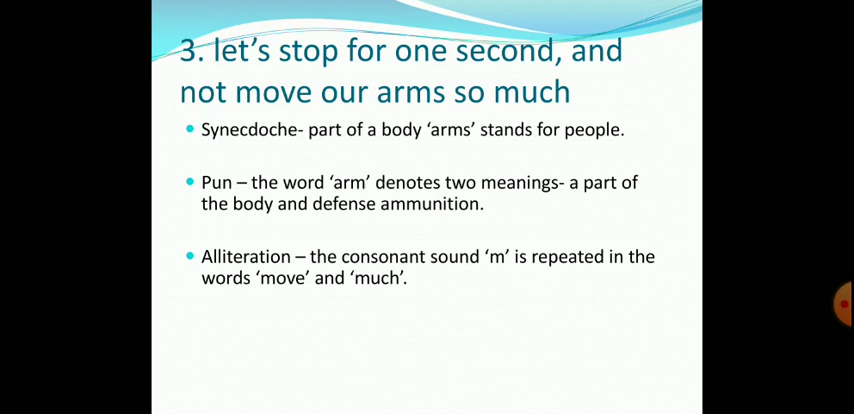 3. let’s stop for one second, and
not move our arms so much
• Synecdoche- part of a body ‘arms’ stands for people.
• Pun – the word ‘arm’ denotes two meanings- a part of
the body and defense ammunition.
• Alliteration – the consonant sound ‘m’ is repeated in the
words ‘move’ and ‘much’.